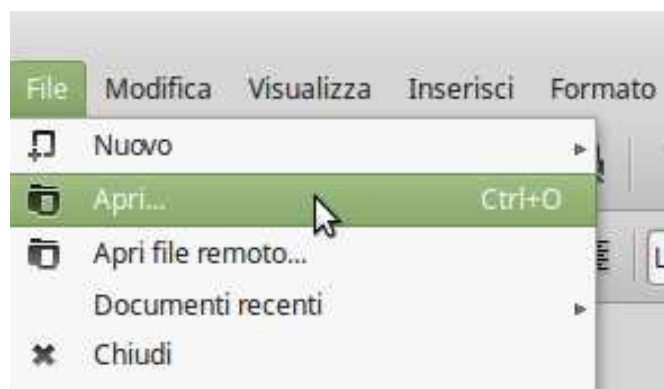 File Modifica Visualizza Inserisci Formato
Nuovo
Apri... Ctrl+O
Apri file remoto...
Documenti recenti
Chiudi